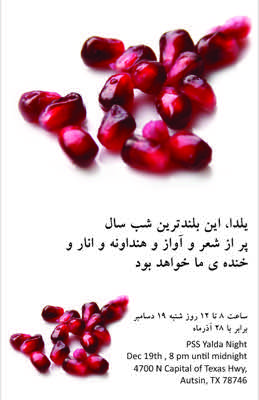 یلدا، این بلندترین شب سال
پر از شعر و آواز و هنداونه و انار و
خنده ی ما خواهد بود
ساعت ۸ تا ۱۲ روز شنبه ۱۹ دسامبر
برابر با ۲۸ آذرماه
PSS Yalda Night
Dec 19th , 8 pm until midnight
4700 N Capital of Texas Hwy,
Autsin, TX 78746